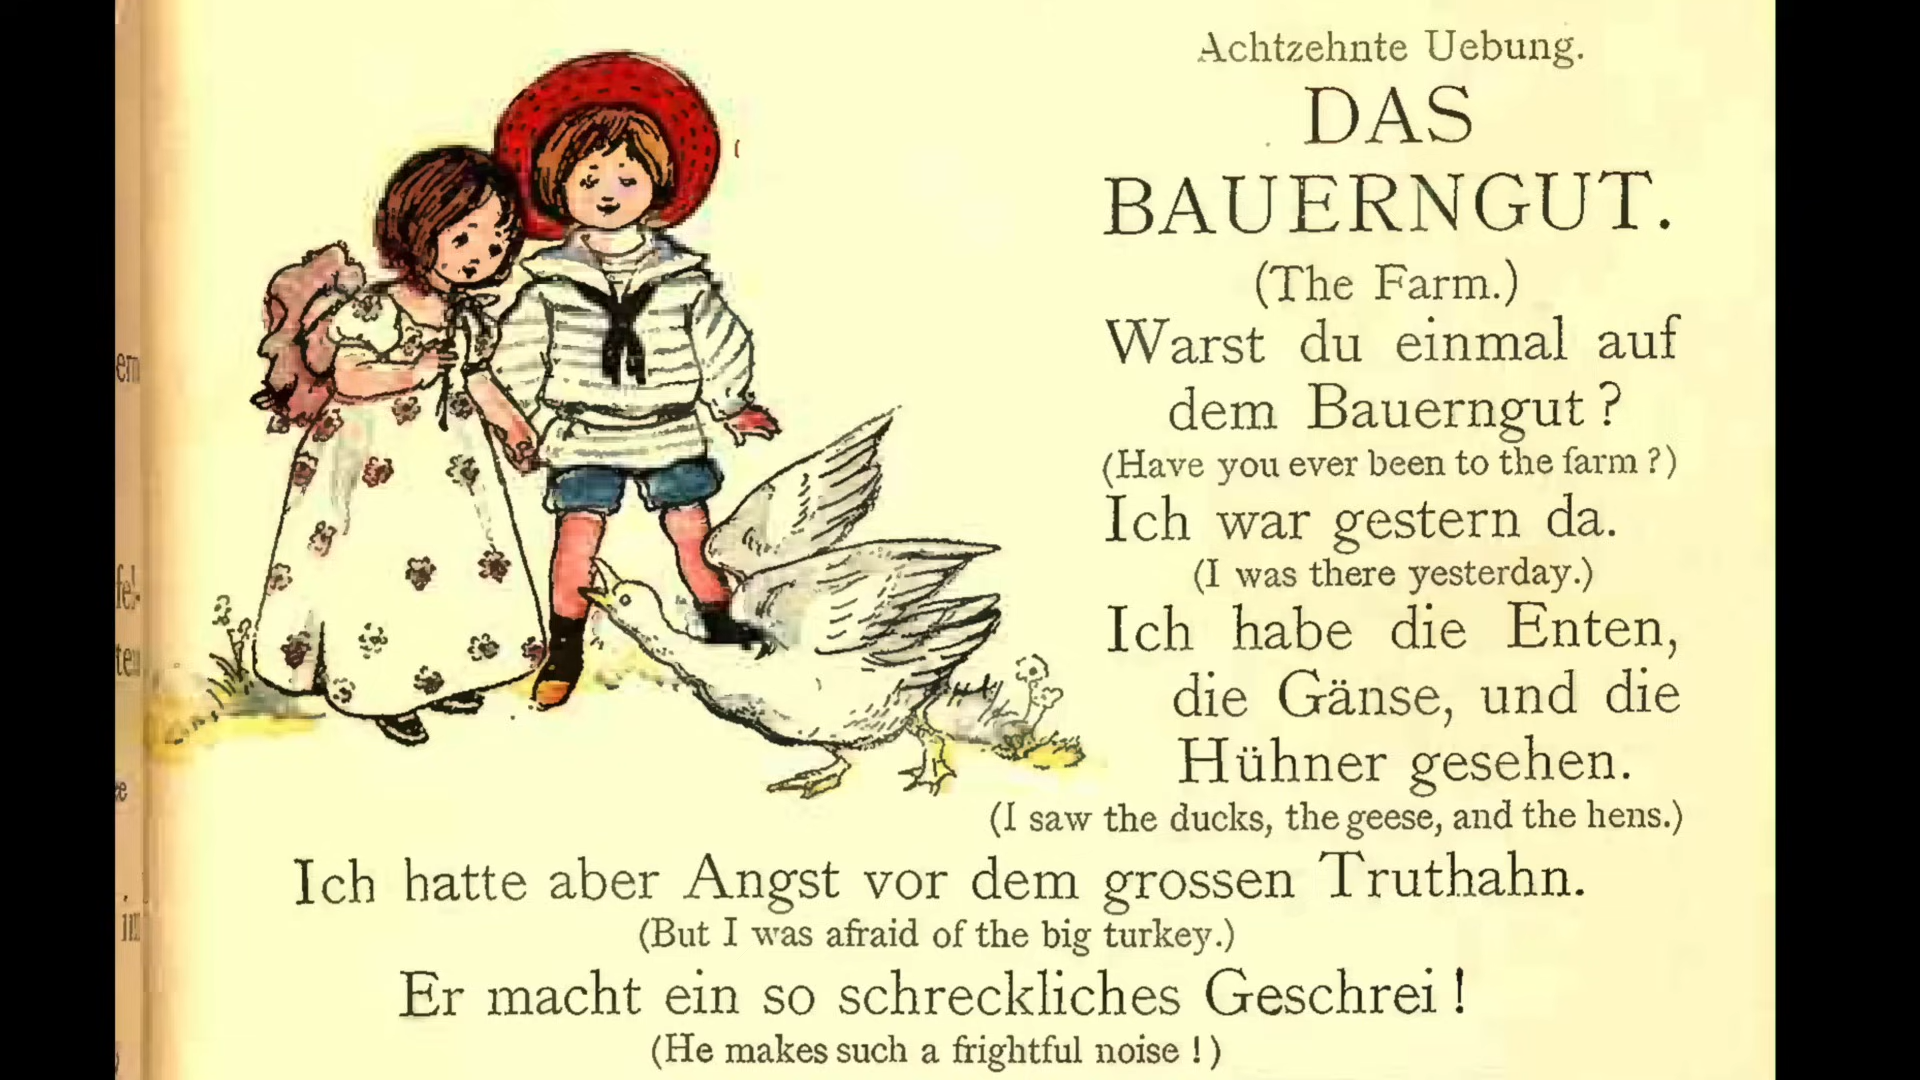 Achtzehnte Uebung.
DAS
BAUERNGUT.
(The Farm.)
Warst du einmal auf
dem Bauerngut?
(Have you ever been to the farm?)
Ich war gestern da.
(I was there yesterday.)
Ich habe die Enten,
die Gänse, und die
Hühner gesehen.
(I saw the ducks, the geese, and the hens.)
Ich hatte aber Angst vor dem grossen Truthahn.
(But I was afraid of the big turkey.)
Er macht ein so schreckliches Geschrei!
(He makes such a frightful noise!)